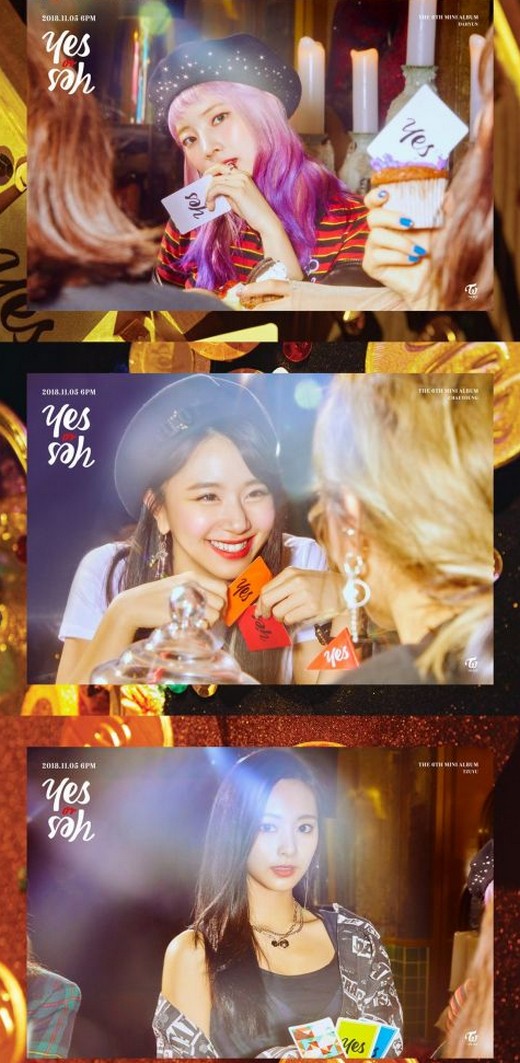 2018.11.05 6PM
THE 6TH MINI ALBUM
DAHYUN
Yes
or
Yes
Yes
Yes
Yes
2018.11.05 6PM
THE 6TH MINI ALBUM
CHAEYOUNG
Yes
or
Yes
Yes
Yes
Yes
2018.11.05 6PM
THE 6TH MINI ALBUM
TZUYU
Yes
or
Yes
Yes